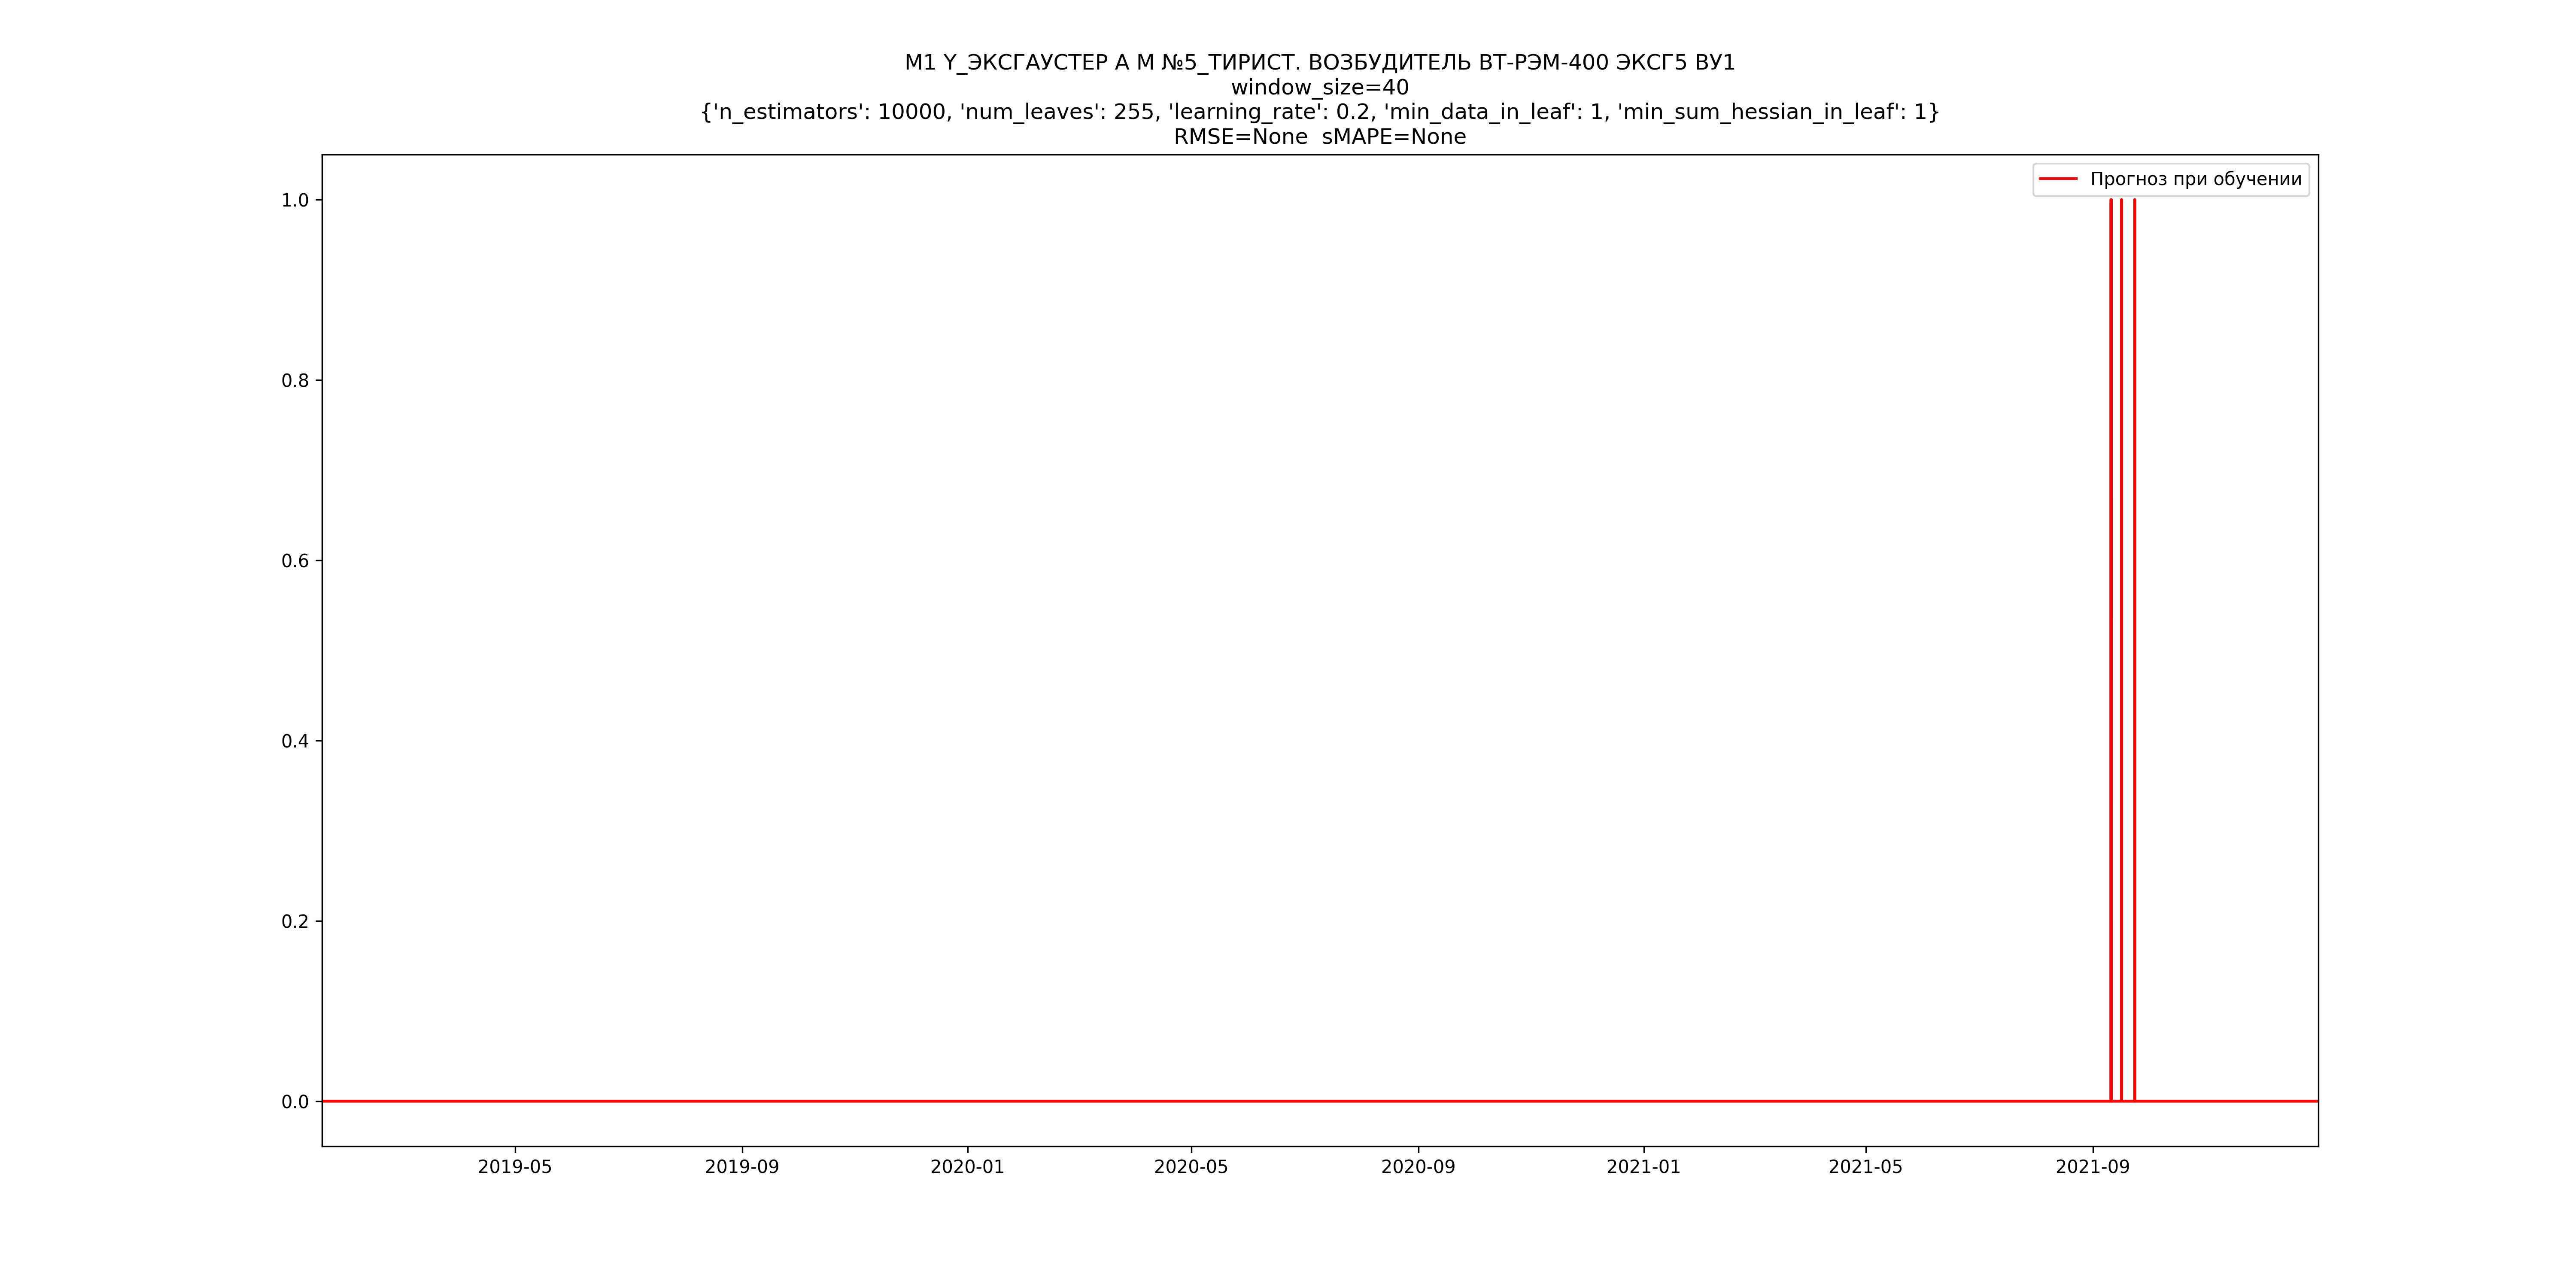 М1 Y_ЭКСГАУСТЕР А М №5_ТИРИСТ. ВОЗБУДИТЕЛЬ ВТ-РЭМ-400 ЭКСГ5 ВУ1
window_size=40
{'n_estimators': 10000, 'num_leaves': 255, 'learning_rate': 0.2, 'min_data_in_leaf': 1, 'min_sum_hessian_in_leaf': 1}
RMSE=None sMAPE=None
Прогноз при обучении
1.0
0.8
0.6
0.4
0.2
0.0
2019-05 2019-09 2020-01 2020-05 2020-09 2021-01 2021-05 2021-09